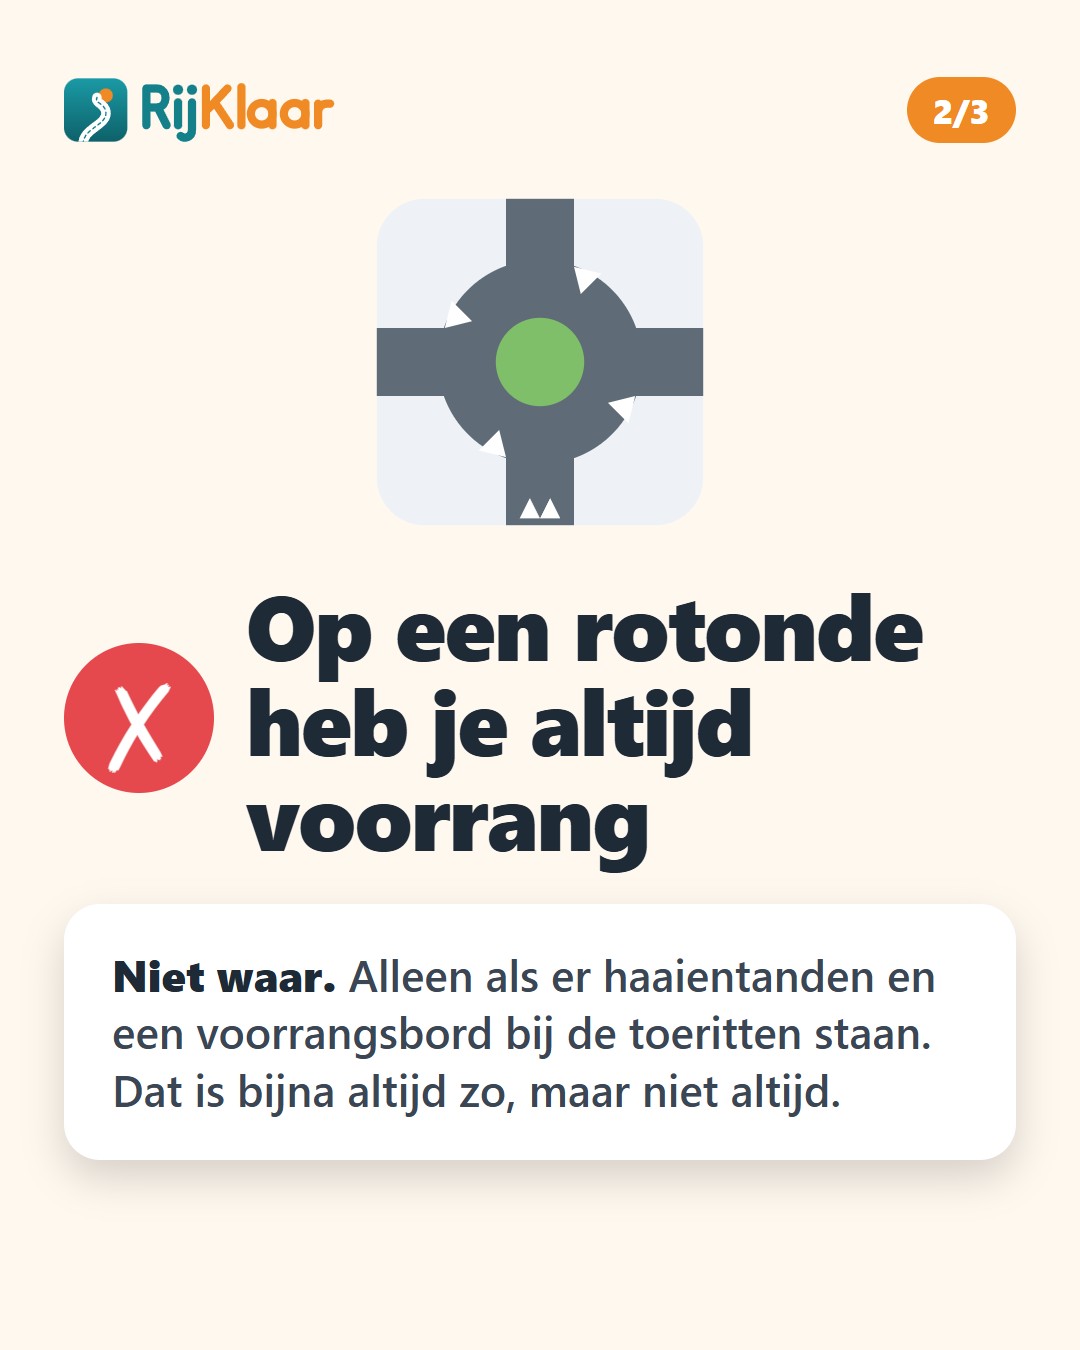 RijKlaar
2/3
Op een rotonde
heb je altijd
voorrang
Niet waar. Alleen als er haaientanden en
een voorrangsbord bij de toeritten staan.
Dat is bijna altijd zo, maar niet altijd.